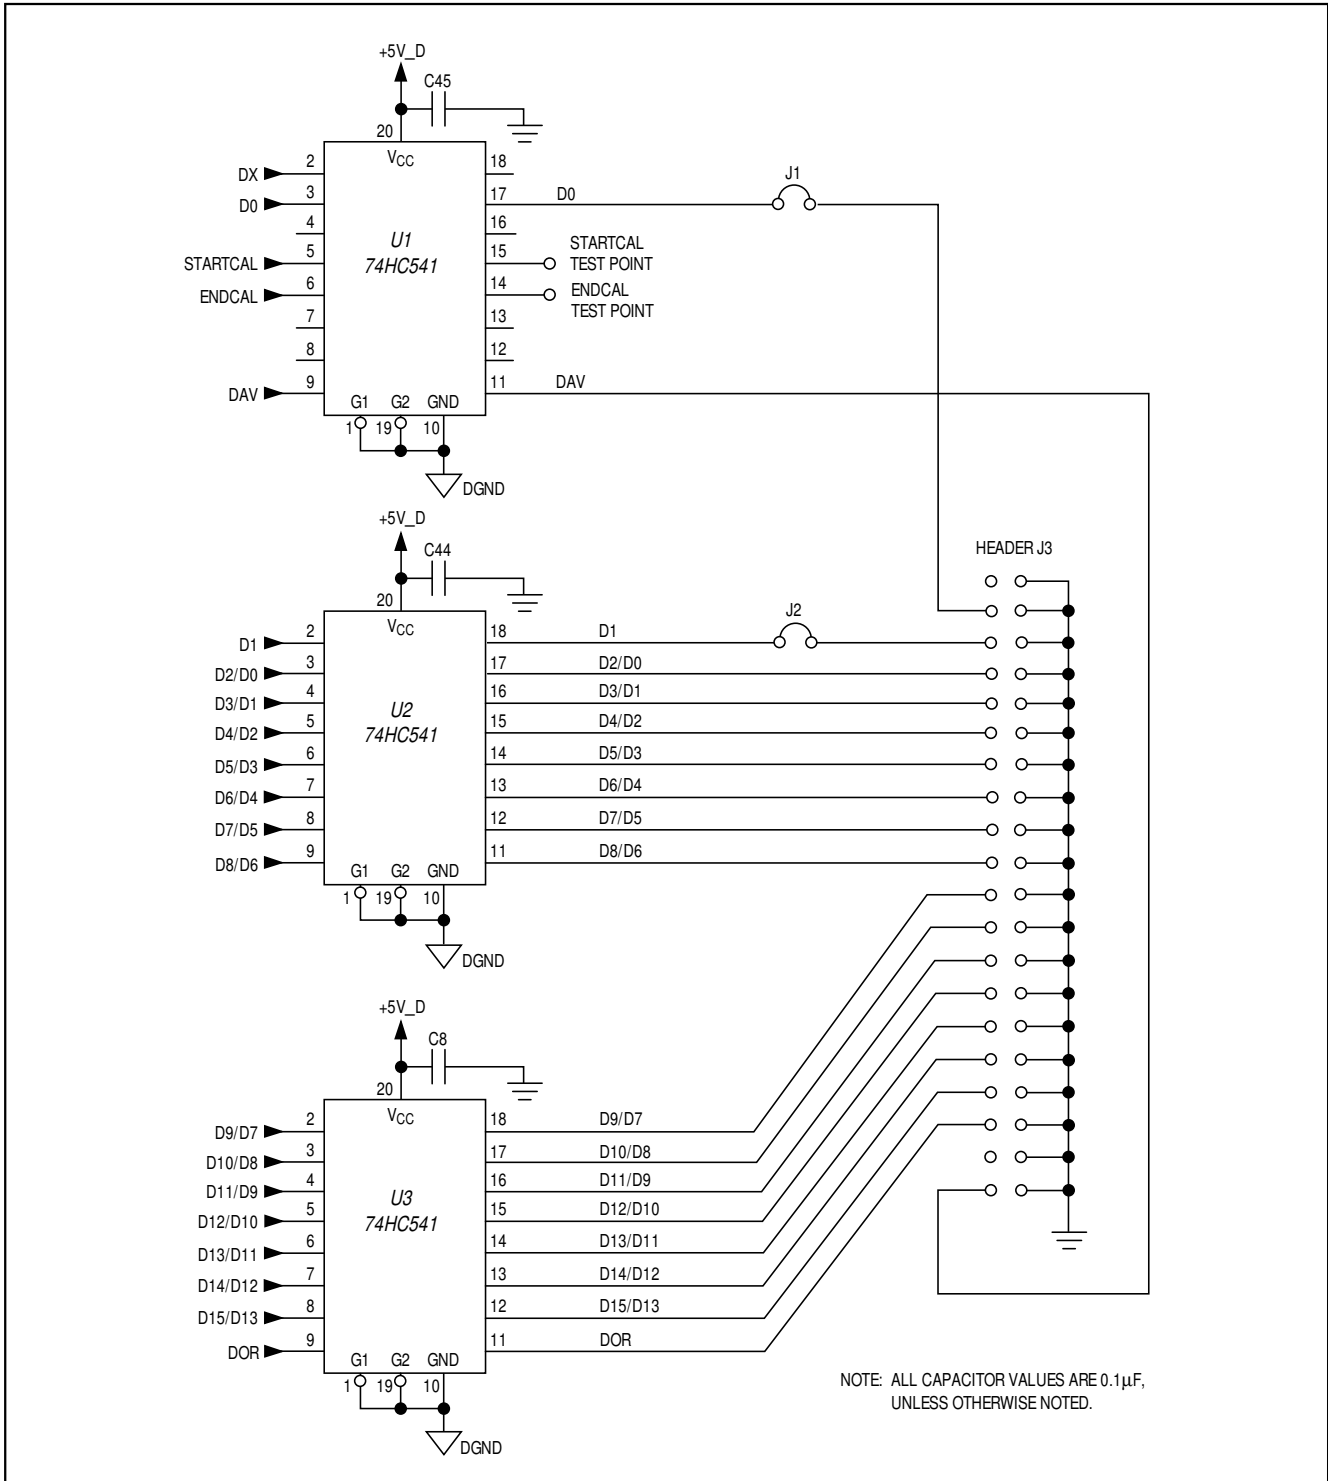 +5V_D
C45
20
VCC
DX 2 18
D0 3 17 D0 J1
4 16
U1
74HC541
STARTCAL 5 15 STARTCAL
TEST POINT
ENDCAL 6 14 ENDCAL
TEST POINT
7 13
8 12
DAV 9 11 DAV
G1 G2 GND
1 19 10
DGND
+5V_D
C44
HEADER J3
20
VCC
D1 2 18 D1 J2
D2/D0 3 17 D2/D0
D3/D1 4 16 D3/D1
U2
74HC541
D4/D2 5 15 D4/D2
D5/D3 6 14 D5/D3
D6/D4 7 13 D6/D4
D7/D5 8 12 D7/D5
D8/D6 9 11 D8/D6
G1 G2 GND
1 19 10
DGND
+5V_D
C8
20
VCC
D9/D7 2 18 D9/D7
D10/D8 3 17 D10/D8
D11/D9 4 16 D11/D9
U3
74HC541
D12/D10 5 15 D12/D10
D13/D11 6 14 D13/D11
D14/D12 7 13 D14/D12
D15/D13 8 12 D15/D13
DOR 9 11 DOR
G1 G2 GND
1 19 10
DGND
NOTE: ALL CAPACITOR VALUES ARE 0.1µF,
UNLESS OTHERWISE NOTED.